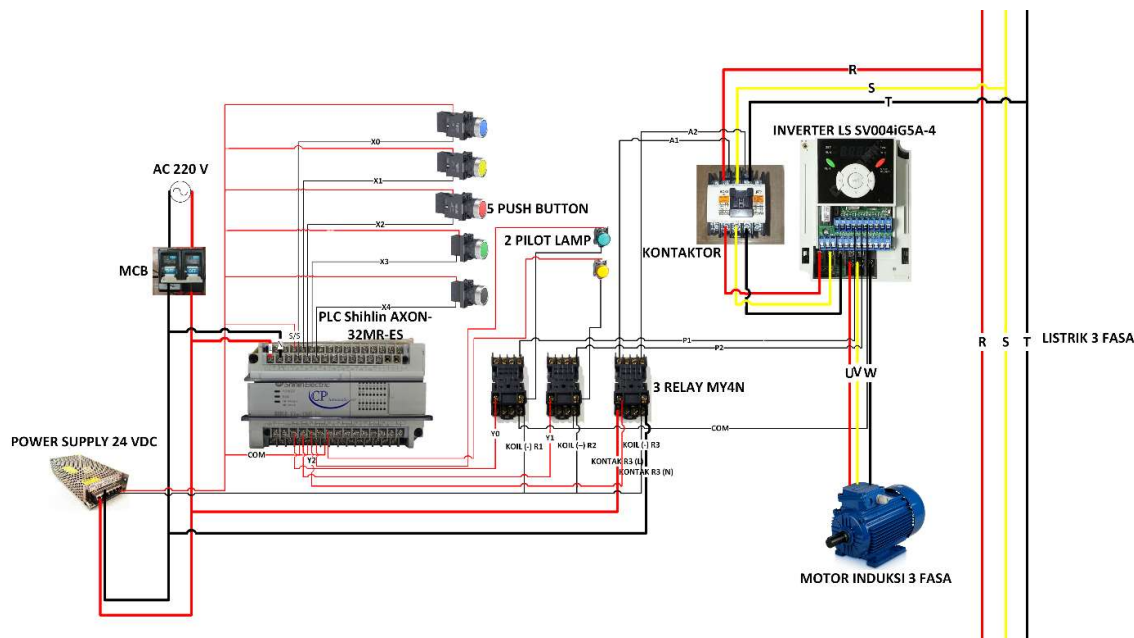 R
S
T
INVERTER LS SV004iG5A-4
A2
A1
X0
AC 220 V
X1
5 PUSH BUTTON
X2
2 PILOT LAMP
KONTAKTOR
X3
MCB
X4
PLC Shihlin AXON-
32MR-ES
S/S
P1
P2
R S T
LISTRIK 3 FASA
U V W
Shihlin Electric
CP
3 RELAY MY4N
Y0
Y1
COM
KOIL (-) R1
KOIL (--) R2
KOIL (-) R3
POWER SUPPLY 24 VDC
COM
Y2
KONTAK R3 (L)
KONTAK R3 (N)
MOTOR INDUKSI 3 FASA